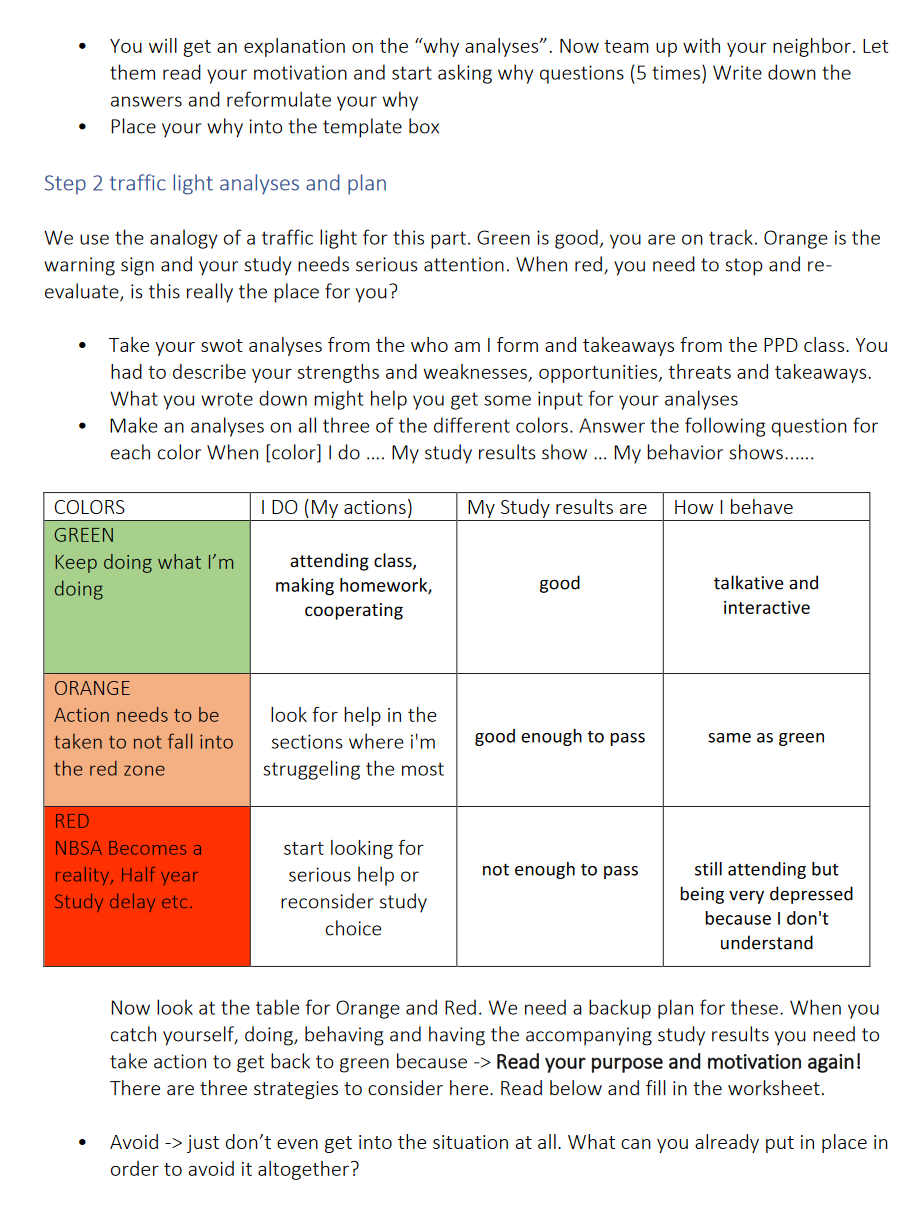 • You will get an explanation on the “why analyses”. Now team up with your neighbor. Let
them read your motivation and start asking why questions (5 times) Write down the
answers and reformulate your why
• Place your why into the template box
Step 2 traffic light analyses and plan
We use the analogy of a traffic light for this part. Green is good, you are on track. Orange is the
warning sign and your study needs serious attention. When red, you need to stop and re-
evaluate, is this really the place for you?
• Take your swot analyses from the who am I form and takeaways from the PPD class. You
had to describe your strengths and weaknesses, opportunities, threats and takeaways.
What you wrote down might help you get some input for your analyses
• Make an analyses on all three of the different colors. Answer the following question for
each color When [color] I do .... My study results show ... My behavior shows......
COLORS
I DO (My actions)
My Study results are
How I behave
GREEN
Keep doing what I’m
doing
attending class,
making homework,
cooperating
good
talkative and
interactive
ORANGE
Action needs to be
taken to not fall into
the red zone
look for help in the
sections where i'm
struggeling the most
good enough to pass
same as green
RED
NBSA Becomes a
reality, Half year
Study delay etc.
start looking for
serious help or
reconsider study
choice
not enough to pass
still attending but
being very depressed
because I don't
understand
Now look at the table for Orange and Red. We need a backup plan for these. When you
catch yourself, doing, behaving and having the accompanying study results you need to
take action to get back to green because -> Read your purpose and motivation again!
There are three strategies to consider here. Read below and fill in the worksheet.
• Avoid -> just don’t even get into the situation at all. What can you already put in place in
order to avoid it altogether?